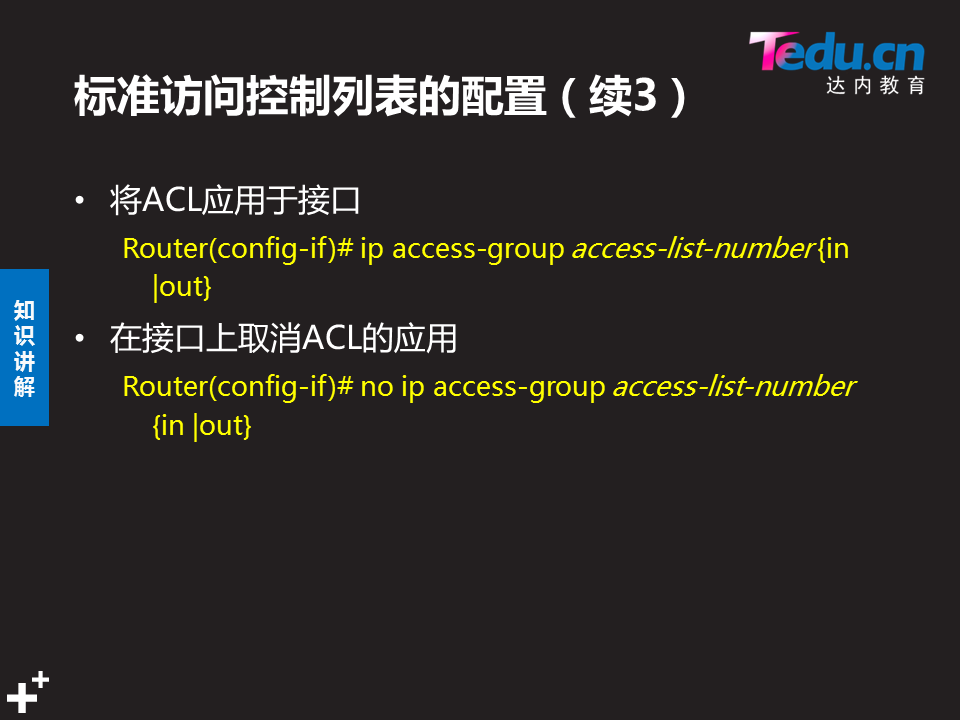 Tedu.cn
达内教育
标准访问控制列表的配置（续3）
• 将ACL应用于接口
Router(config-if)# ip access-group access-list-number {in
|out}
• 在接口上取消ACL的应用
Router(config-if)# no ip access-group access-list-number
{in |out}
知
识
讲
解